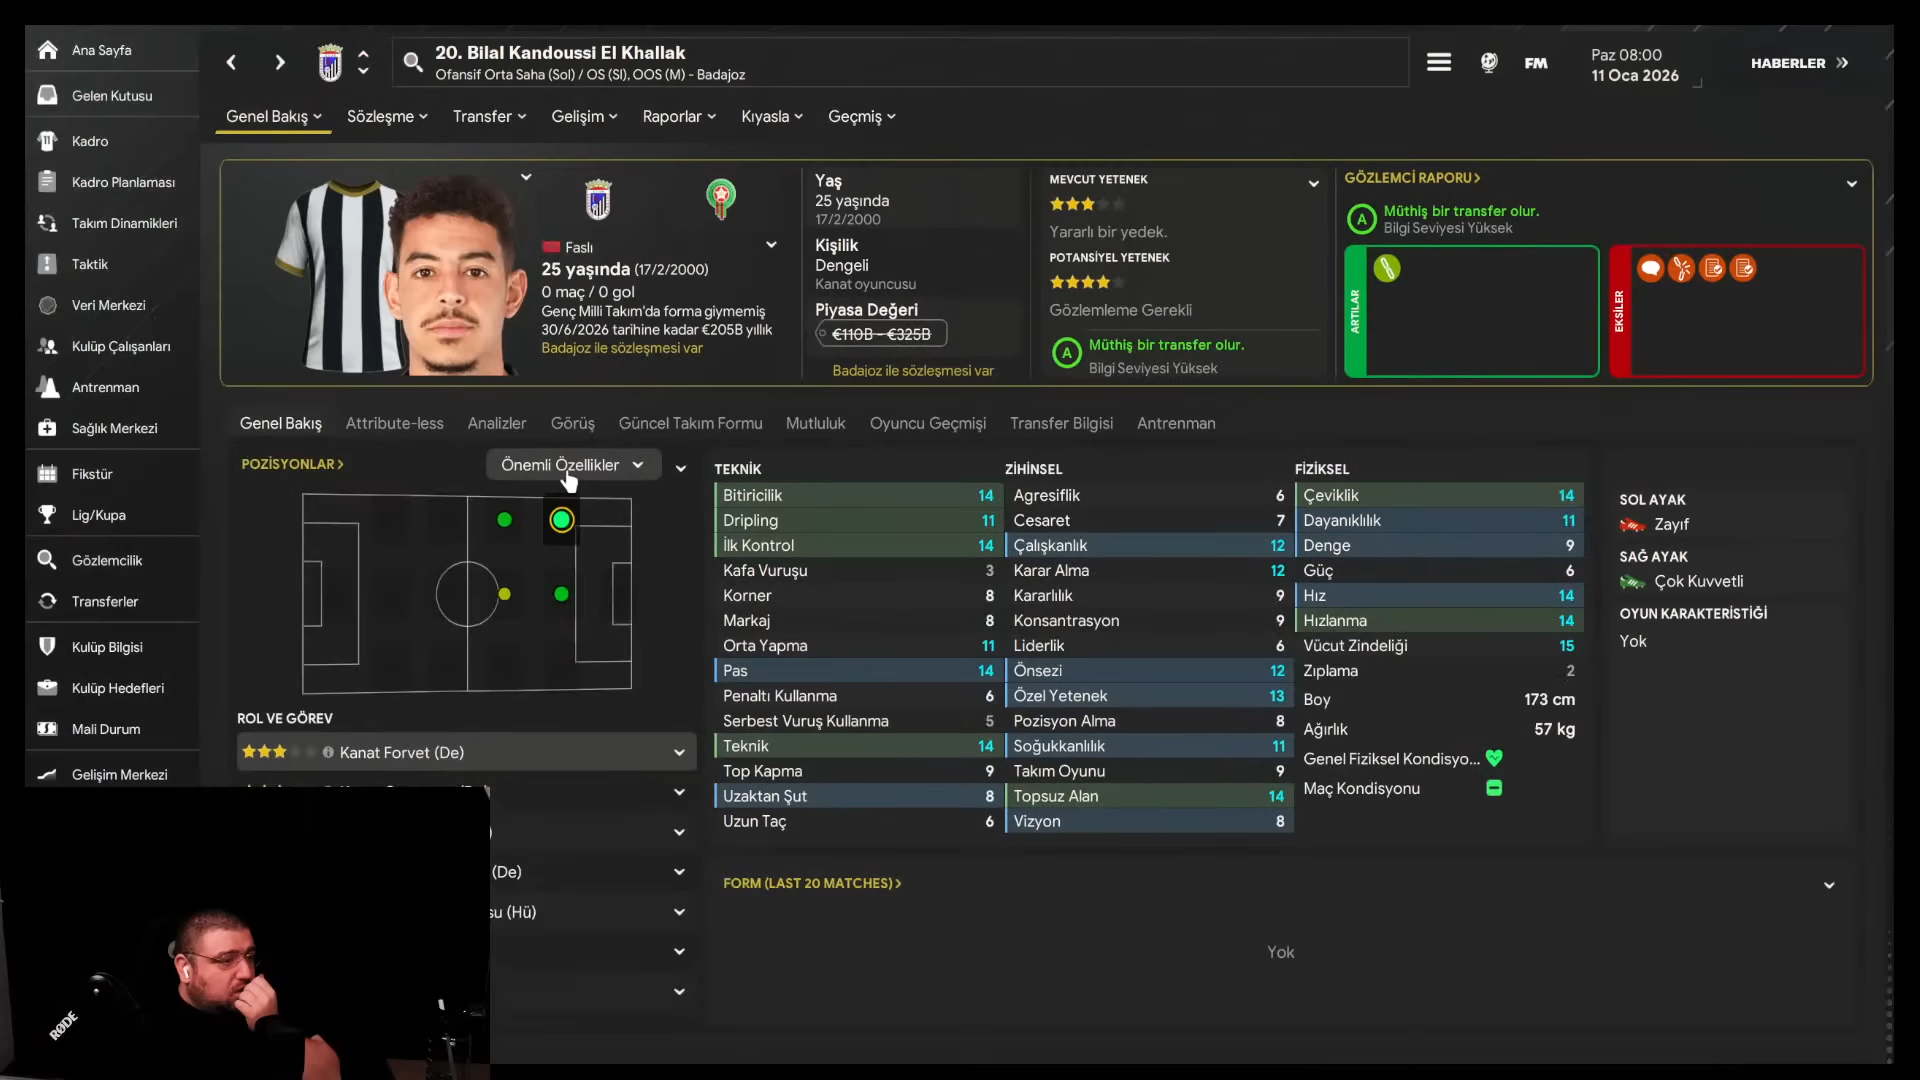 Ana Sayfa
Gelen Kutusu
Kadro
Kadro Planlaması
Takım Dinamikleri
Taktik
Veri Merkezi
Kulüp Çalışanları
Antrenman
Sağlık Merkezi
Fikstür
Lig/Kupa
Gözlemcilik
Transferler
Kulüp Bilgisi
Kulüp Hedefleri
Mali Durum
Gelişim Merkezi
20. Bilal Kandoussi El Khallak
Ofansif Orta Saha (Sol) / OS (Sl), OOS (M) - Badajoz
FM
Paz 08:00
11 Oca 2026
HABERLER
Genel Bakış Sözleşme Transfer Gelişim Raporlar Kıyasla Geçmiş
Faslı
25 yaşında (17/2/2000)
0 maç / 0 gol
Genç Milli Takım'da forma giymemiş
30/6/2026 tarihine kadar €205B yıllık
Badajoz ile sözleşmesi var
Yaş
25 yaşında
17/2/2000
Kişilik
Dengeli
Kanat oyuncusu
Piyasa Değeri
€110B - €325B
Badajoz ile sözleşmesi var
MEVCUT YETENEK
Yararlı bir yedek.
POTANSİYEL YETENEK
Gözlemleme Gerekli
A Müthiş bir transfer olur.
Bilgi Seviyesi Yüksek
GÖZLEMCİ RAPORU
A Müthiş bir transfer olur.
Bilgi Seviyesi Yüksek
ARTILAR
EKSİLER
Genel Bakış Attribute-less Analizler Görüş Güncel Takım Formu Mutluluk Oyuncu Geçmişi Transfer Bilgisi Antrenman
POZİSYONLAR
Önemli Özellikler
ROL VE GÖREV
Kanat Forvet (De)
(De)
su (Hü)
TEKNİK
Bitiricilik 14
Dripling 11
İlk Kontrol 14
Kafa Vuruşu 3
Korner 8
Markaj 8
Orta Yapma 11
Pas 14
Penaltı Kullanma 6
Serbest Vuruş Kullanma 5
Teknik 14
Top Kapma 9
Uzaktan Şut 8
Uzun Taç 6
ZİHİNSEL
Agresiflik 6
Cesaret 7
Çalışkanlık 12
Karar Alma 12
Kararlılık 9
Konsantrasyon 9
Liderlik 6
Önsezi 12
Özel Yetenek 13
Pozisyon Alma 8
Soğukkanlılık 11
Takım Oyunu 9
Topsuz Alan 14
Vizyon 8
FİZİKSEL
Çeviklik 14
Dayanıklılık 11
Denge 9
Güç 6
Hız 14
Hızlanma 14
Vücut Zindeliği 15
Zıplama 2
Boy 173 cm
Ağırlık 57 kg
Genel Fiziksel Kondisyo...
Maç Kondisyonu
SOL AYAK
Zayıf
SAĞ AYAK
Çok Kuvvetli
OYUN KARAKTERİSTİĞİ
Yok
FORM (LAST 20 MATCHES)
Yok
RØDE